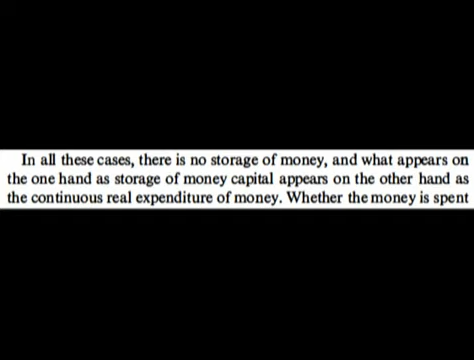 In all these cases, there is no storage of money, and what appears on
the one hand as storage of money capital appears on the other hand as
the continuous real expenditure of money. Whether the money is spent